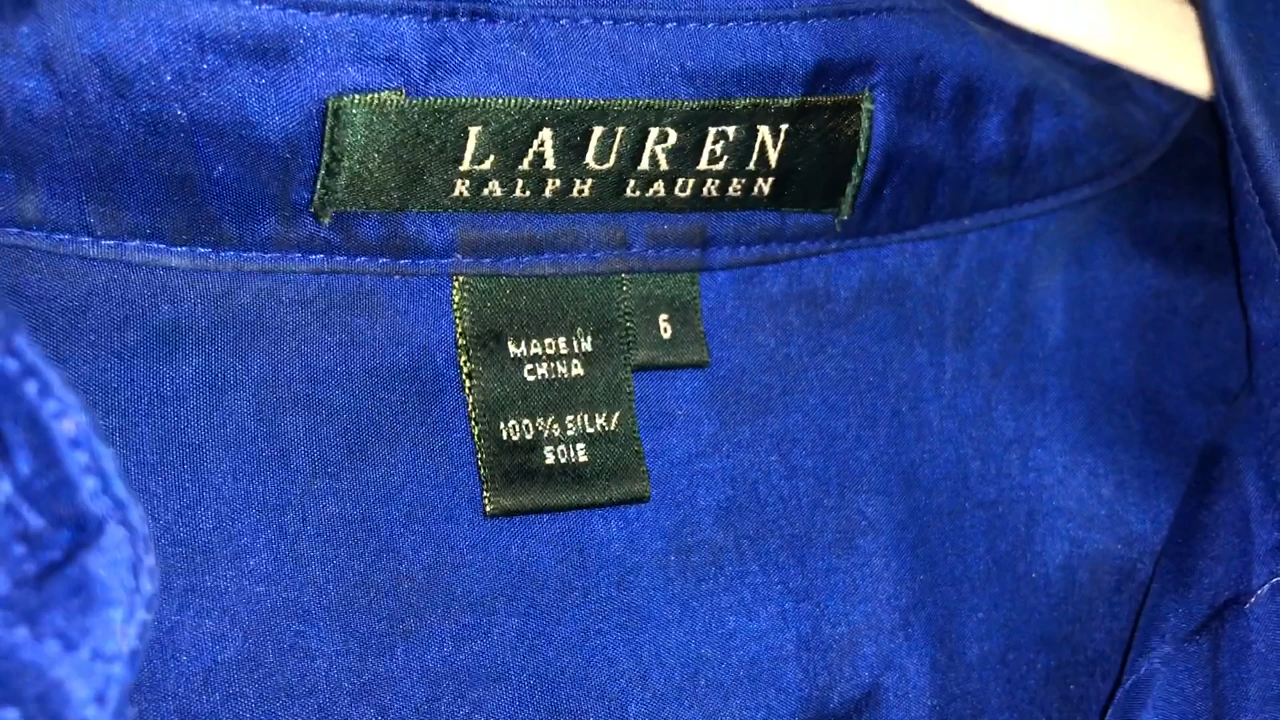 LAUREN
RALPH LAUREN
6
MADE IN
CHINA
100% SILK/
SOIE